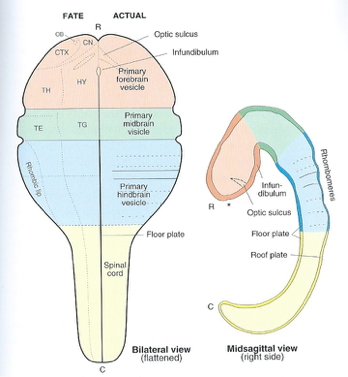 FATE ACTUAL
R
OB
CN
CTX
Optic sulcus
Infundibulum
Primary
forebrain
vesicle
HY
TH
Primary
midbrain
visicle
TE
TG
Rhombic lip
Primary
hindbrain
vesicle
Floor plate
Spinal
cord
C
Bilateral view
(flattened)
Rhombomeres
Infun-
dibulum
R
*
Optic sulcus
Floor plate
Roof plate
C
Midsagittal view
(right side)